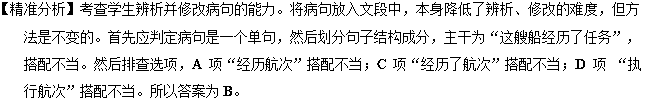 【精准分析】考查学生辨析并修改病句的能力。将病句放入文段中，本身降低了辨析、修改的难度，但方
法是不变的。首先应判定病句是一个单句，然后划分句子结构成分，主干为“这艘船经历了任务”，
搭配不当。然后排查选项，A 项“经历航次”搭配不当；C 项“经历了航次”搭配不当；D 项 “执
行航次”搭配不当。所以答案为 B。